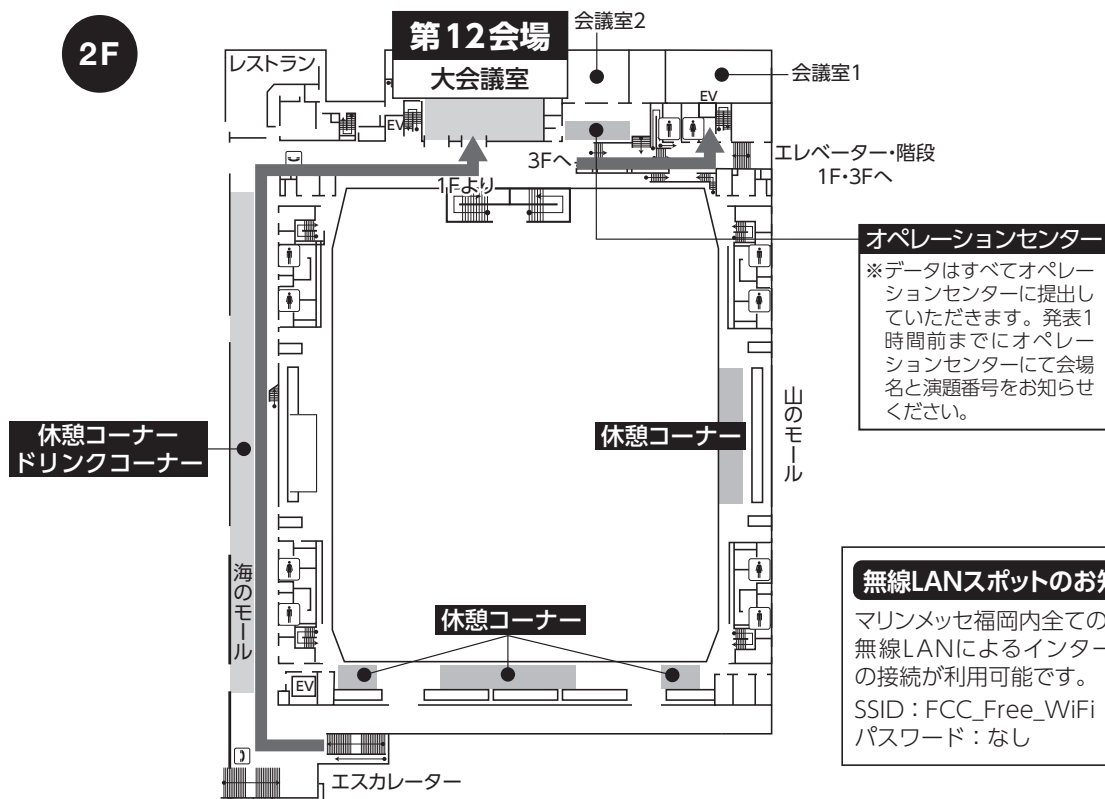 2F
レストラン
第12会場
大会議室
会議室2
会議室1
EV
EV
3Fへ
1Fより
エレベーター・階段
1F・3Fへ
オペレーションセンター
※データはすべてオペレー
ションセンターに提出し
ていただきます。発表1
時間前までにオペレー
ションセンターにて会場
名と演題番号をお知らせ
ください。
休憩コーナー
ドリンクコーナー
休憩コーナー
山のモール
海のモール
休憩コーナー
EV
エスカレーター
無線LANスポットのお
マリンメッセ福岡内全ての
無線LANによるインター
の接続が利用可能です。
SSID：FCC_Free_WiFi
パスワード：なし